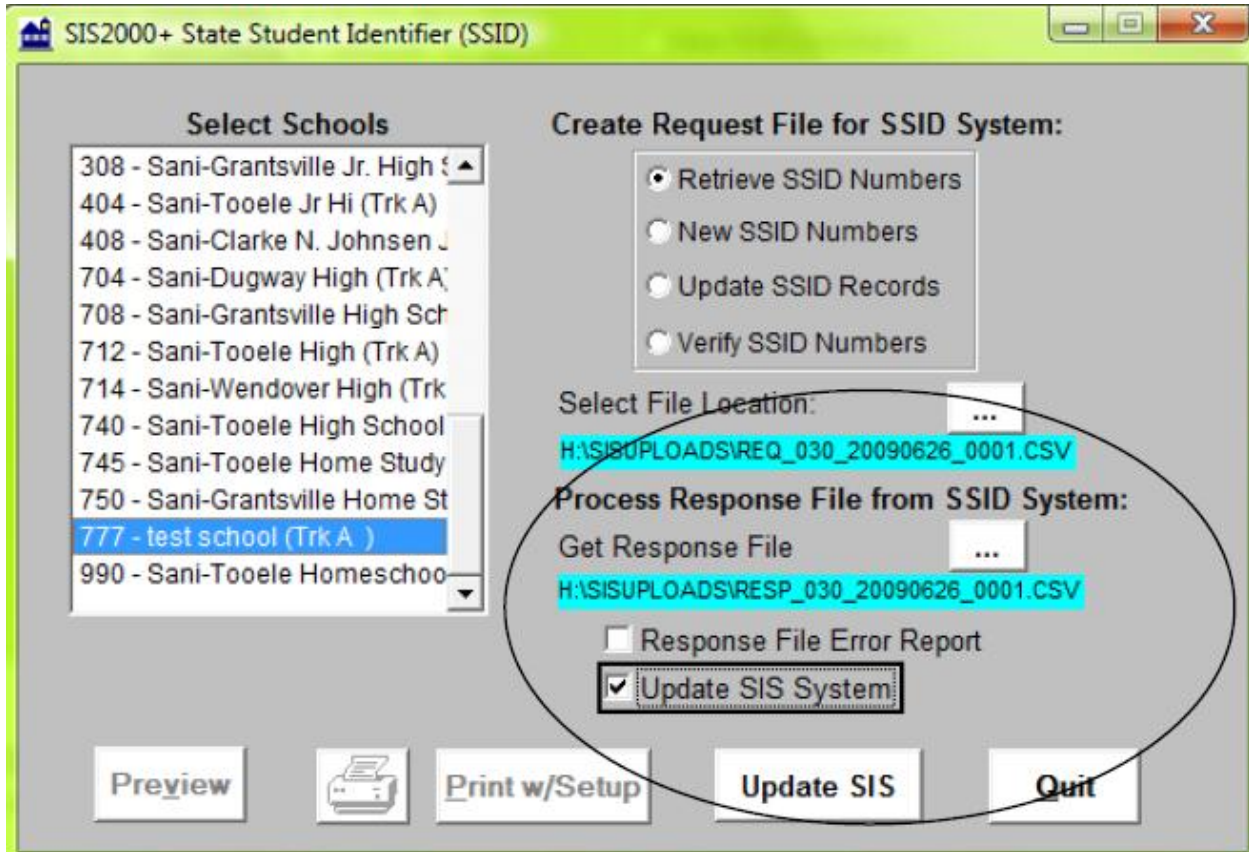 SIS2000+ State Student Identifier (SSID)
Select Schools
308 - Sani-Grantsville Jr. High S
404 - Sani-Tooele Jr Hi (Trk A)
408 - Sani-Clarke N. Johnsen J
704 - Sani-Dugway High (Trk A)
708 - Sani-Grantsville High Sch
712 - Sani-Tooele High (Trk A)
714 - Sani-Wendover High (Trk
740 - Sani-Tooele High School
745 - Sani-Tooele Home Study
750 - Sani-Grantsville Home St
777 - test school (Trk A )
990 - Sani-Tooele Homeschoo
Create Request File for SSID System:
Retrieve SSID Numbers
New SSID Numbers
Update SSID Records
Verify SSID Numbers
Select File Location:
...
H:\SISUPLOADS\REQ_030_20090626_0001.CSV
Process Response File from SSID System:
Get Response File
...
H:\SISUPLOADS\RESP_030_20090626_0001.CSV
Response File Error Report
Update SIS System
Preview
Print w/Setup
Update SIS
Quit